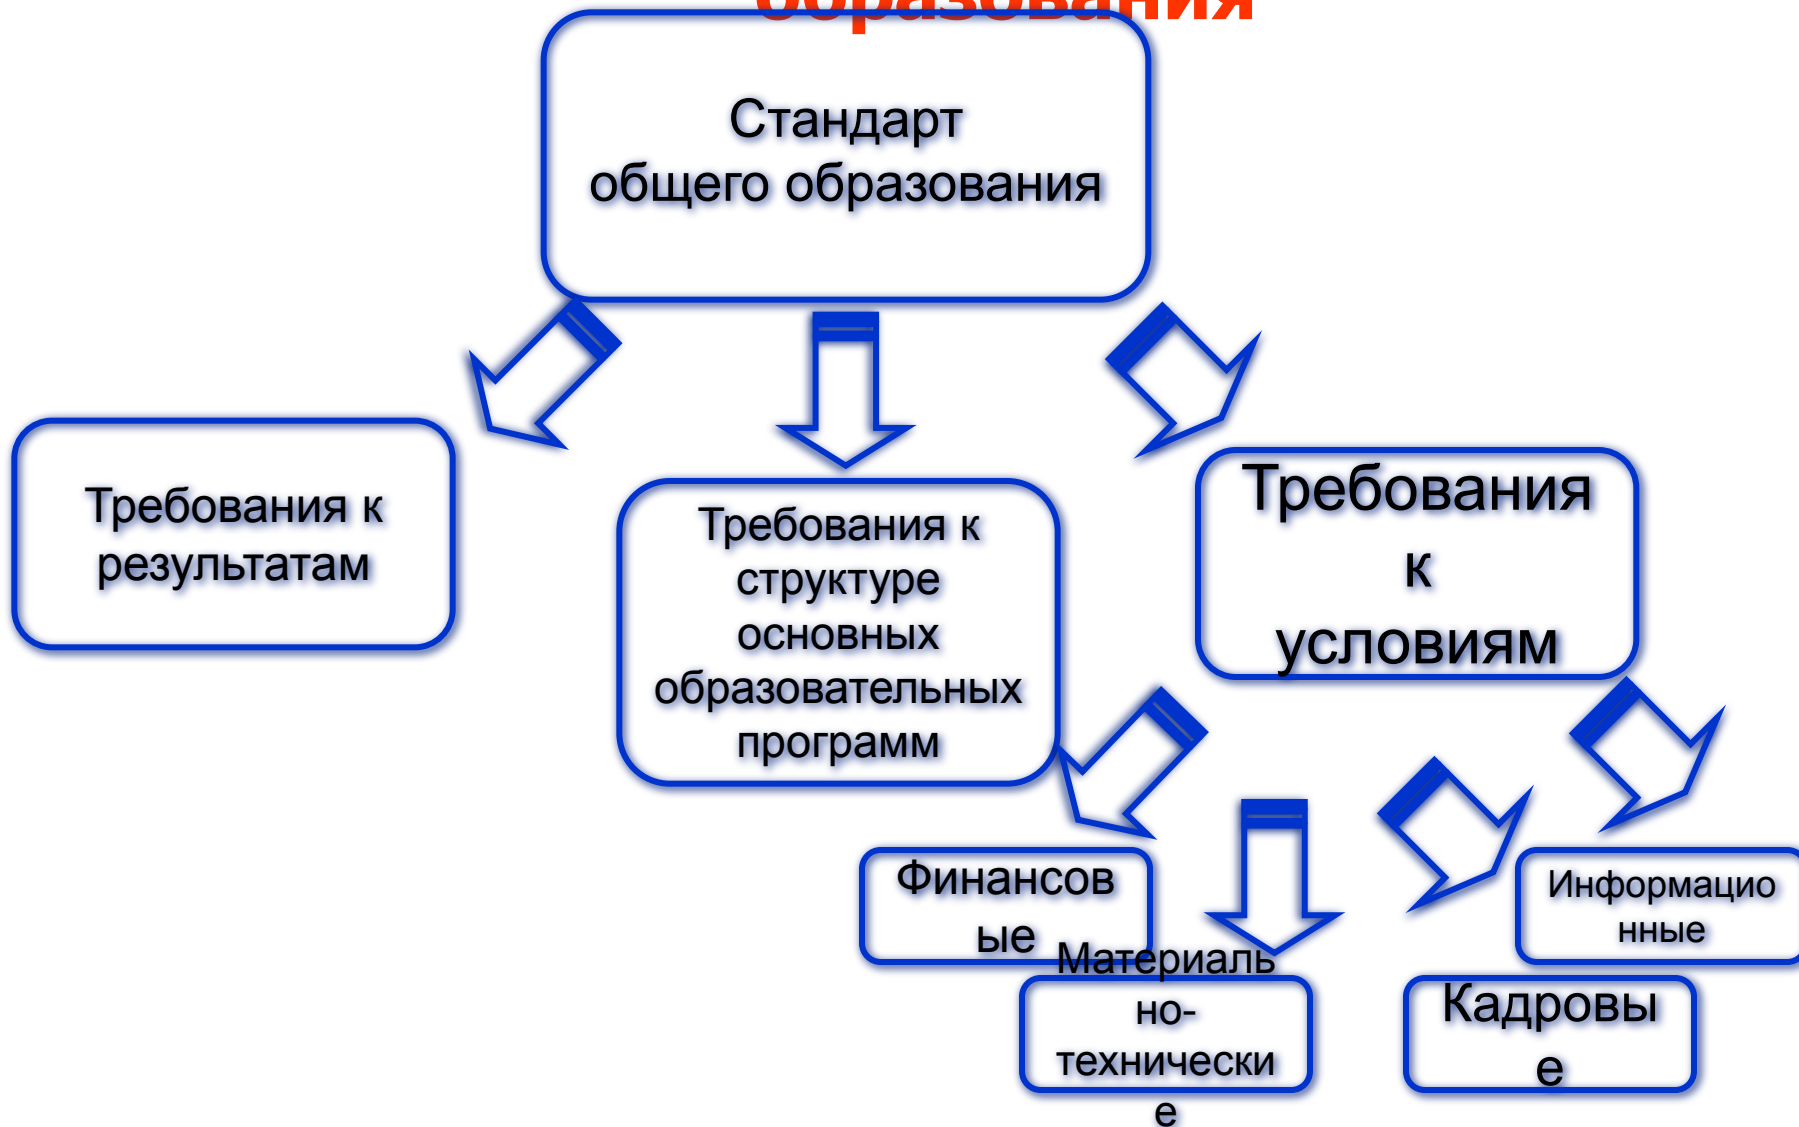 образования
Стандарт
общего образования
Требования к
результатам
Требования к
структуре
основных
образовательных
программ
Требования
к
условиям
Финансов
ые
Материаль
но-
технически
е
Кадровы
е
Информацио
нные